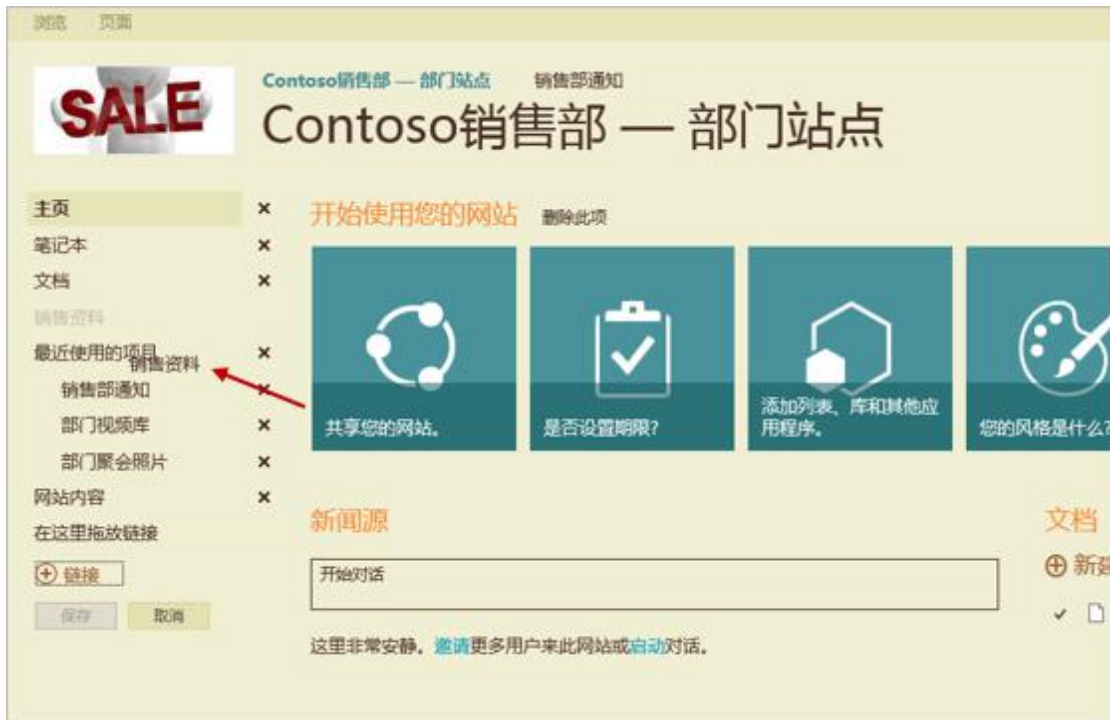 浏览 页面
SALE
Contoso销售部 — 部门站点 销售部通知
Contoso销售部 — 部门站点
主页
笔记本
文档
销售资料
最近使用的项目
销售资料
销售部通知
部门视频库
部门聚会照片
网站内容
在这里拖放链接
链接
保存 取消
开始使用您的网站 删除此项
共享您的网站。
是否设置期限?
添加列表、库和其他应
用程序。
您的风格是什么?
新闻源
开始对话
这里非常安静。邀请更多用户来此网站或启动对话。
文档
新建